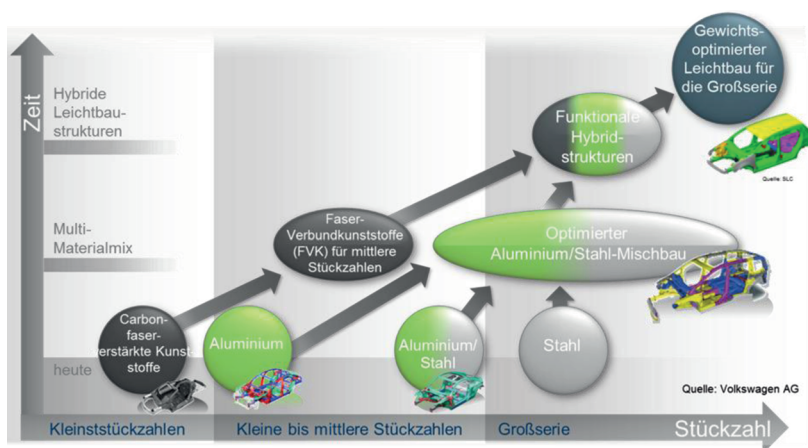 Gewichts-
optimierter
Leichtbau für
die Großserie
Zeit
Hybride
Leichtbau-
strukturen
Funktionale
Hybrid-
strukturen
Quelle: SLC
Multi-
Materialmix
Faser-
Verbundkunststoffe
(FVK) für mittlere
Stückzahlen
Optimierter
Aluminium/Stahl-Mischbau
heute
Carbon-
faser-
verstärkte Kunst-
stoffe
Aluminium
Aluminium/
Stahl
Stahl
Quelle: Volkswagen AG
Kleinststückzahlen
Kleine bis mittlere Stückzahlen
Großserie
Stückzahl